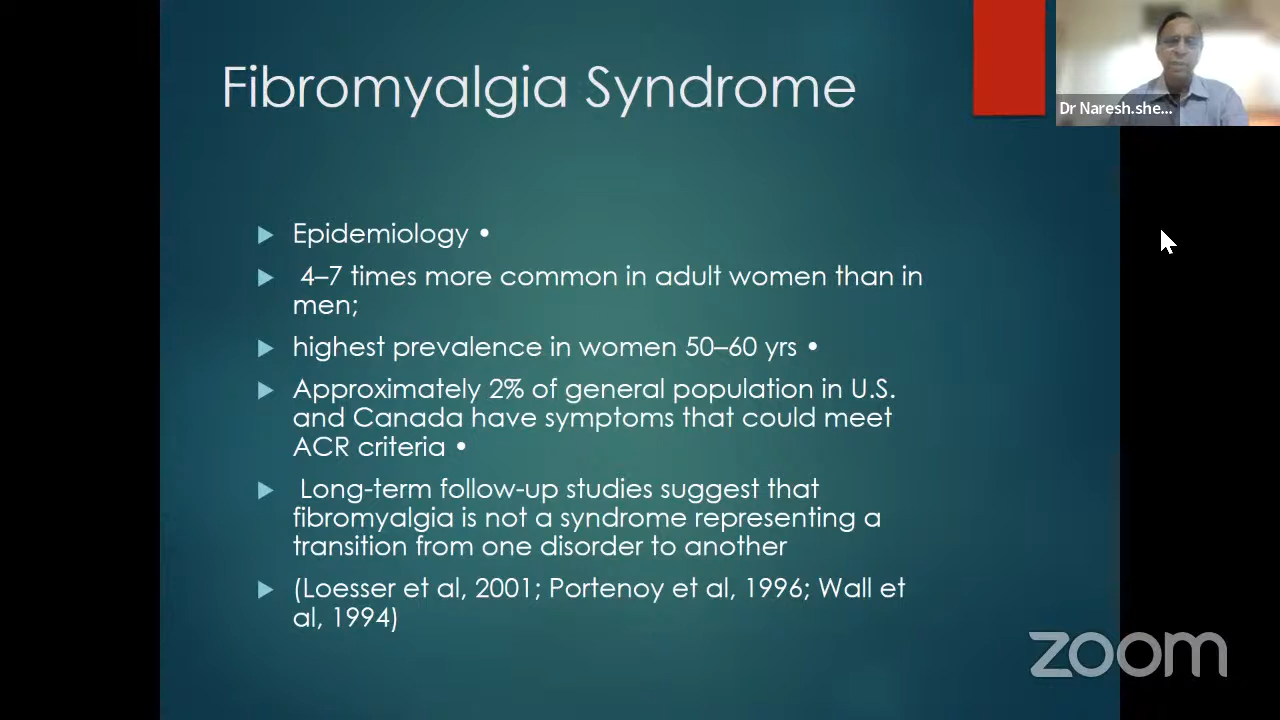 Fibromyalgia Syndrome
Dr Naresh.she...
Epidemiology •
4–7 times more common in adult women than in
men;
highest prevalence in women 50–60 yrs •
Approximately 2% of general population in U.S.
and Canada have symptoms that could meet
ACR criteria •
Long-term follow-up studies suggest that
fibromyalgia is not a syndrome representing a
transition from one disorder to another
(Loesser et al, 2001; Portenoy et al, 1996; Wall et
al, 1994)
zoom